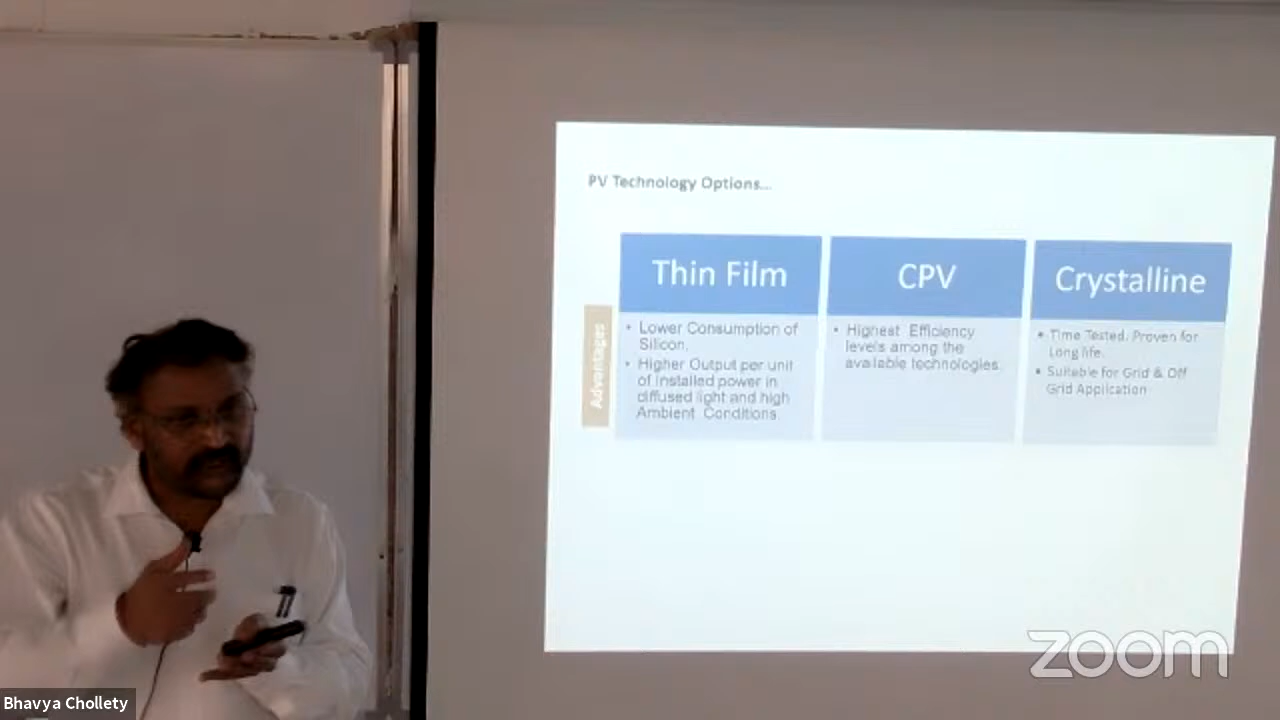 PV Technology Options...
Thin Film
CPV
Crystalline
Advantages
• Lower Consumption of
Silicon.
• Higher Output per unit
of Installed power in
diffused light and high
Ambient Conditions.
• Highest Efficiency
levels among the
available technologies.
• Time Tested. Proven for
Long life.
• Suitable for Grid & Off
Grid Application
zoom
Bhavya Chollety